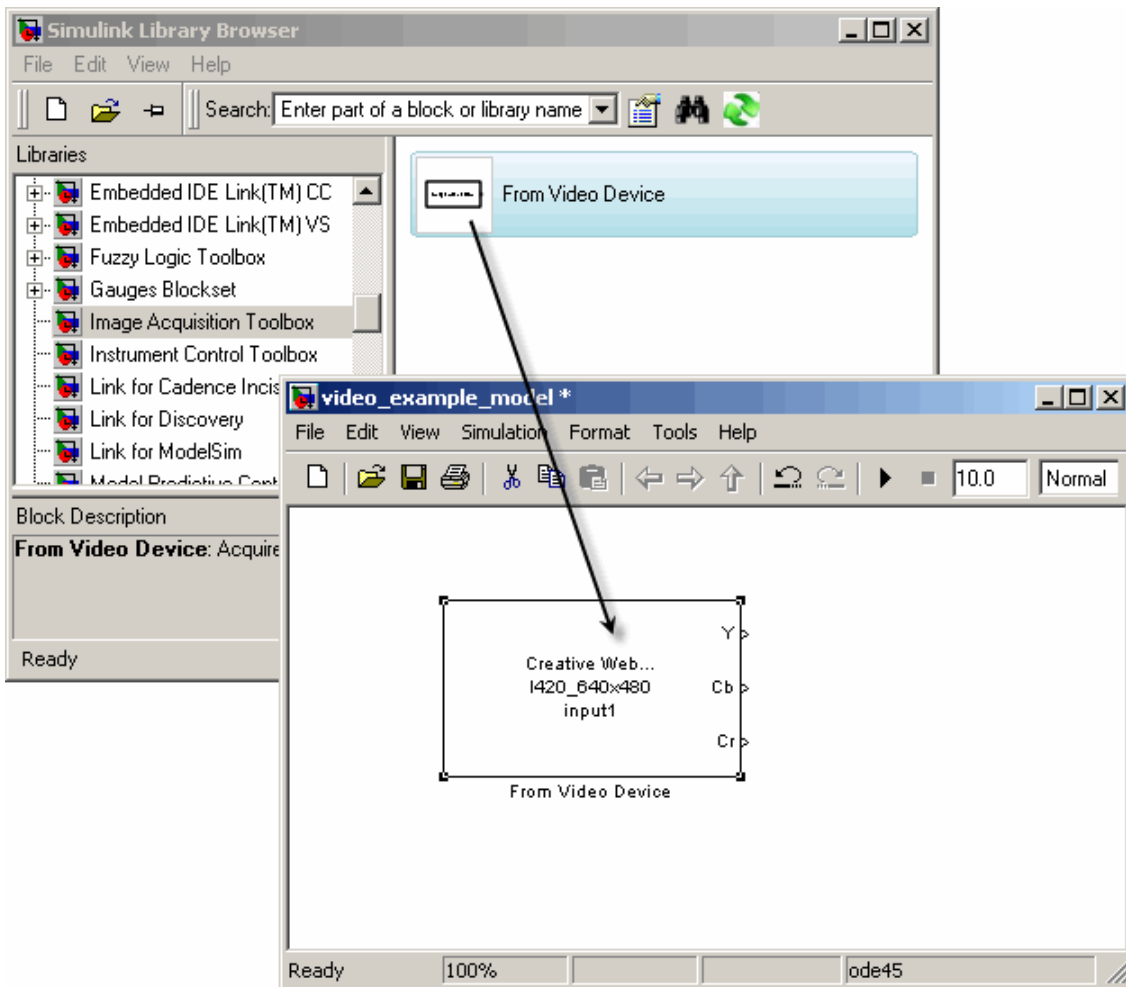 Simulink Library Browser
File Edit View Help
Search: Enter part of a block or library name
Libraries
Embedded IDE Link(TM) CC
Embedded IDE Link(TM) VS
Fuzzy Logic Toolbox
Gauges Blockset
Image Acquisition Toolbox
Instrument Control Toolbox
Link for Cadence Incis
Link for Discovery
Link for ModelSim
Model Predictive Cont
From Video Device
Block Description
From Video Device: Acquire
Ready
video_example_model *
File Edit View Simulation Format Tools Help
10.0 Normal
Creative Web...
I420_640x480
input1
Y
Cb
Cr
From Video Device
Ready 100% ode45